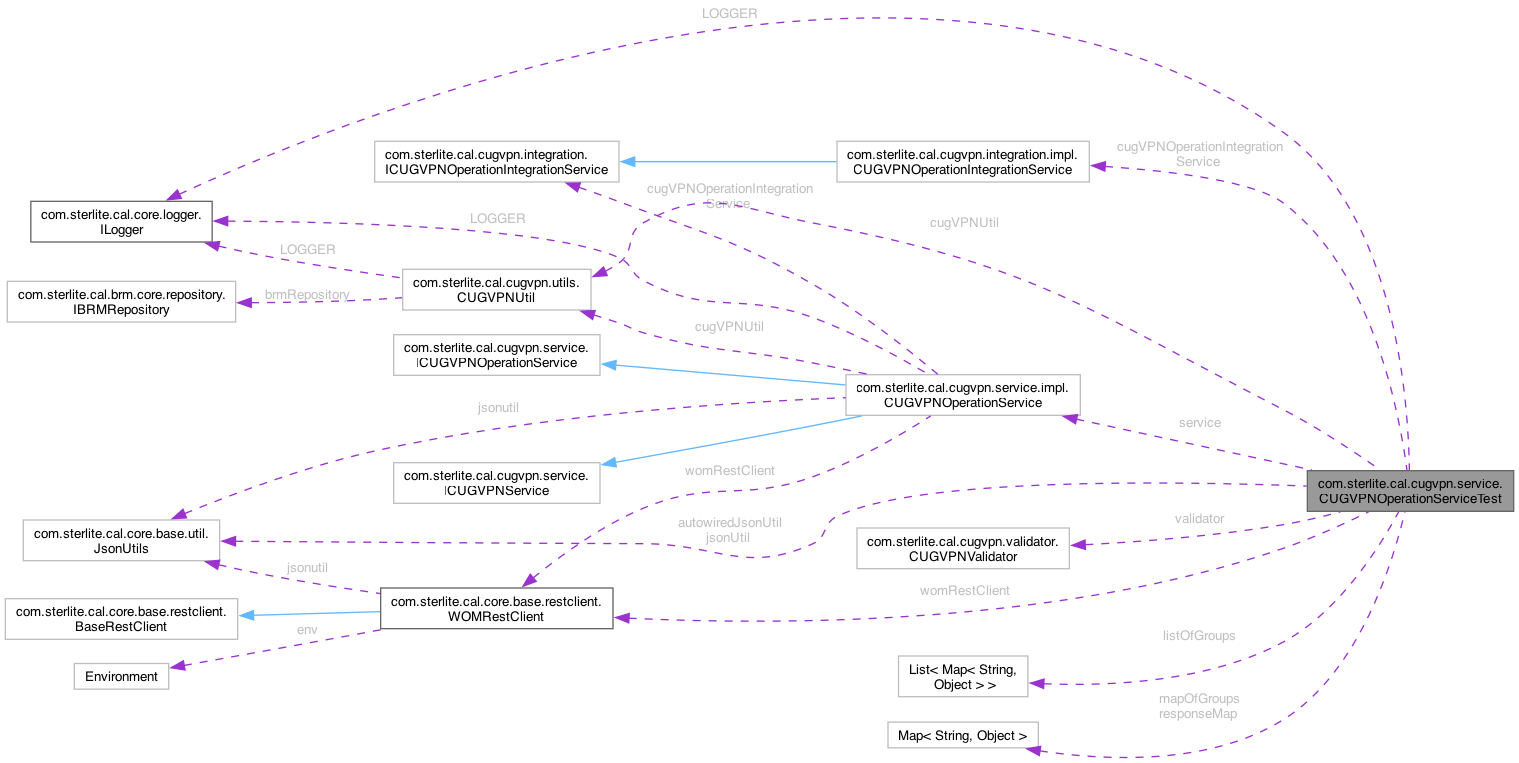 LOGGER
com.sterlite.cal.cugvpn.integration.
ICUGVPNOperationIntegrationService
com.sterlite.cal.cugvpn.integration.impl.
CUGVPNOperationIntegrationService
cugVPNOperationIntegration
Service
cugVPNOperationIntegration
Service
com.sterlite.cal.core.logger.
ILogger
LOGGER
cugVPNUtil
LOGGER
com.sterlite.cal.cugvpn.utils.
CUGVPNUtil
com.sterlite.cal.brm.core.repository.
IBRMRepository
brmRepository
cugVPNUtil
com.sterlite.cal.cugvpn.service.
ICUGVPNOperationService
com.sterlite.cal.cugvpn.service.impl.
CUGVPNOperationService
jsonutil
service
com.sterlite.cal.cugvpn.service.
ICUGVPNService
womRestClient
com.sterlite.cal.cugvpn.service.
CUGVPNOperationServiceTest
com.sterlite.cal.core.base.util.
JsonUtils
autowiredJsonUtil
jsonUtil
validator
com.sterlite.cal.cugvpn.validator.
CUGVPNValidator
jsonutil
com.sterlite.cal.core.base.restclient.
WOMRestClient
womRestClient
com.sterlite.cal.core.base.restclient.
BaseRestClient
env
Environment
listOfGroups
List< Map< String,
Object > >
mapOfGroups
responseMap
Map< String, Object >